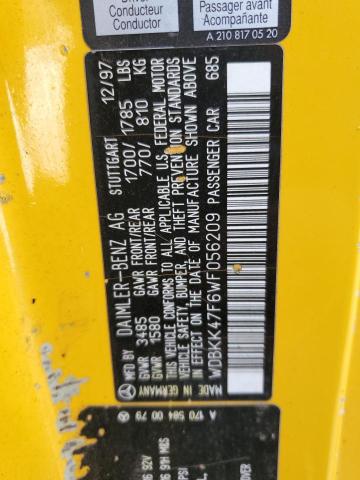 Conducteur
Conductor
Passager avant
Acompañante
A 210 817 05 20
MFD BY DAIMLER-BENZ AG STUTTGART 12/97
GVWR 3485 GAWR FRONT/REAR 1700/ 1785 LBS
GVWR 1580 GAWR FRONT/REAR 770/ 810 KG
THIS VEHICLE CONFORMS TO ALL APPLICABLE U.S. FEDERAL MOTOR
VEHICLE SAFETY, BUMPER, AND THEFT PREVENTION STANDARDS
IN EFFECT ON THE DATE OF MANUFACTURE SHOWN ABOVE
WDBKK47F6WF056209 PASSENGER CAR 685
MADE IN GERMANY
A 170 584 00 79